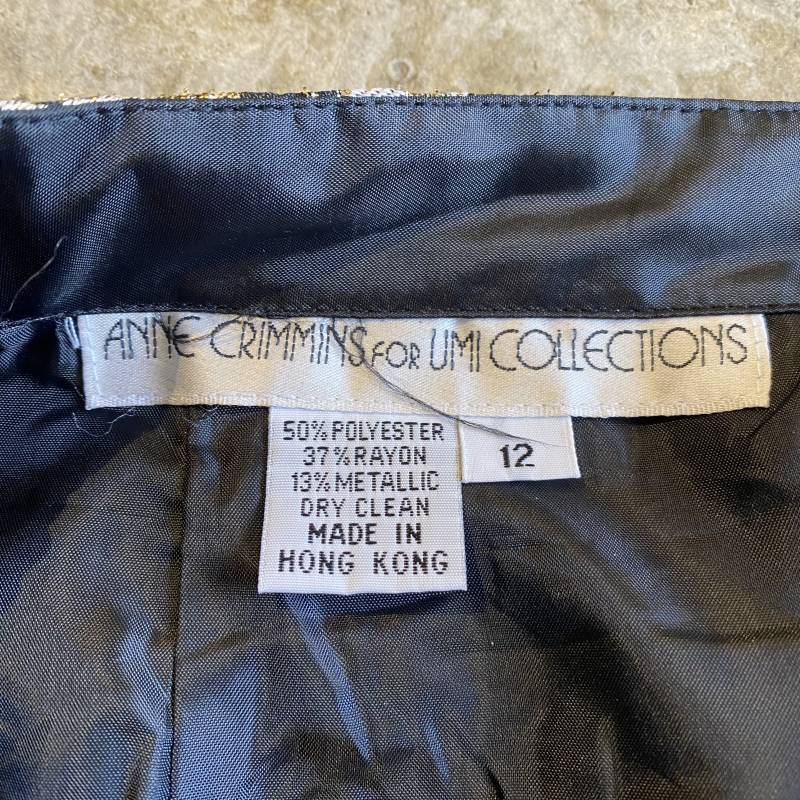 ANNE CRIMMINS FOR UMI COLLECTIONS
50% POLYESTER
37% RAYON
13% METALLIC
DRY CLEAN
MADE IN
HONG KONG
12